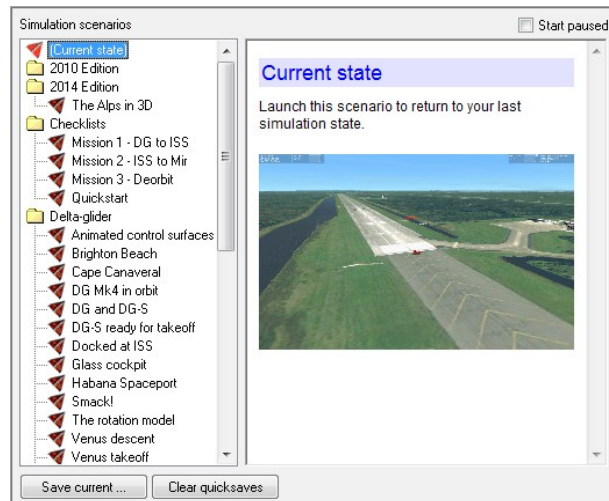 Simulation scenarios
Start paused
(Current state)
2010 Edition
2014 Edition
The Alps in 3D
Checklists
Mission 1 - DG to ISS
Mission 2 - ISS to Mir
Mission 3 - Deorbit
Quickstart
Delta-glider
Animated control surfaces
Brighton Beach
Cape Canaveral
DG Mk4 in orbit
DG and DG-S
DG-S ready for takeoff
Docked at ISS
Glass cockpit
Habana Spaceport
Smack!
The rotation model
Venus descent
Venus takeoff
Current state
Launch this scenario to return to your last
simulation state.
Save current ...
Clear quicksaves